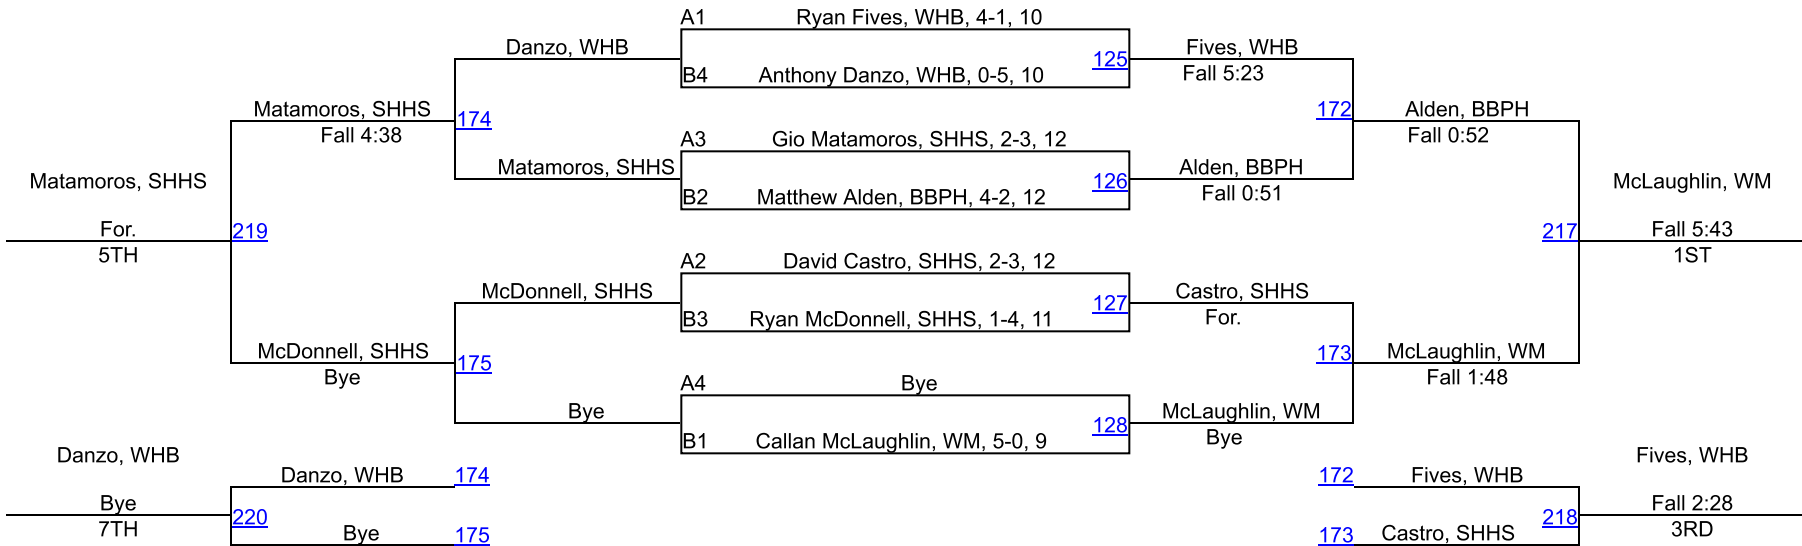 A1 Ryan Fives, WHB, 4-1, 10
Danzo, WHB 125 Fives, WHB
B4 Anthony Danzo, WHB, 0-5, 10 Fall 5:23
Matamoros, SHHS 174 172 Alden, BBPH
Fall 4:38 Fall 0:52
A3 Gio Matamoros, SHHS, 2-3, 12
Matamoros, SHHS 126 Alden, BBPH
B2 Matthew Alden, BBPH, 4-2, 12 Fall 0:51
Matamoros, SHHS McLaughlin, WM
For. 219 217 Fall 5:43
5TH 1ST
A2 David Castro, SHHS, 2-3, 12
McDonnell, SHHS 127 Castro, SHHS
B3 Ryan McDonnell, SHHS, 1-4, 11 For.
McDonnell, SHHS 175 173 McLaughlin, WM
Bye Fall 1:48
A4 Bye
Bye 128 McLaughlin, WM
B1 Callan McLaughlin, WM, 5-0, 9 Bye
Danzo, WHB Fives, WHB
Danzo, WHB 174 172 Fives, WHB
Bye 220 218 Fall 2:28
7TH 3RD
Bye 175 173 Castro, SHHS